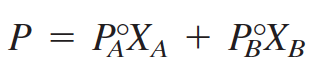 P = P°AXA + P°BXB